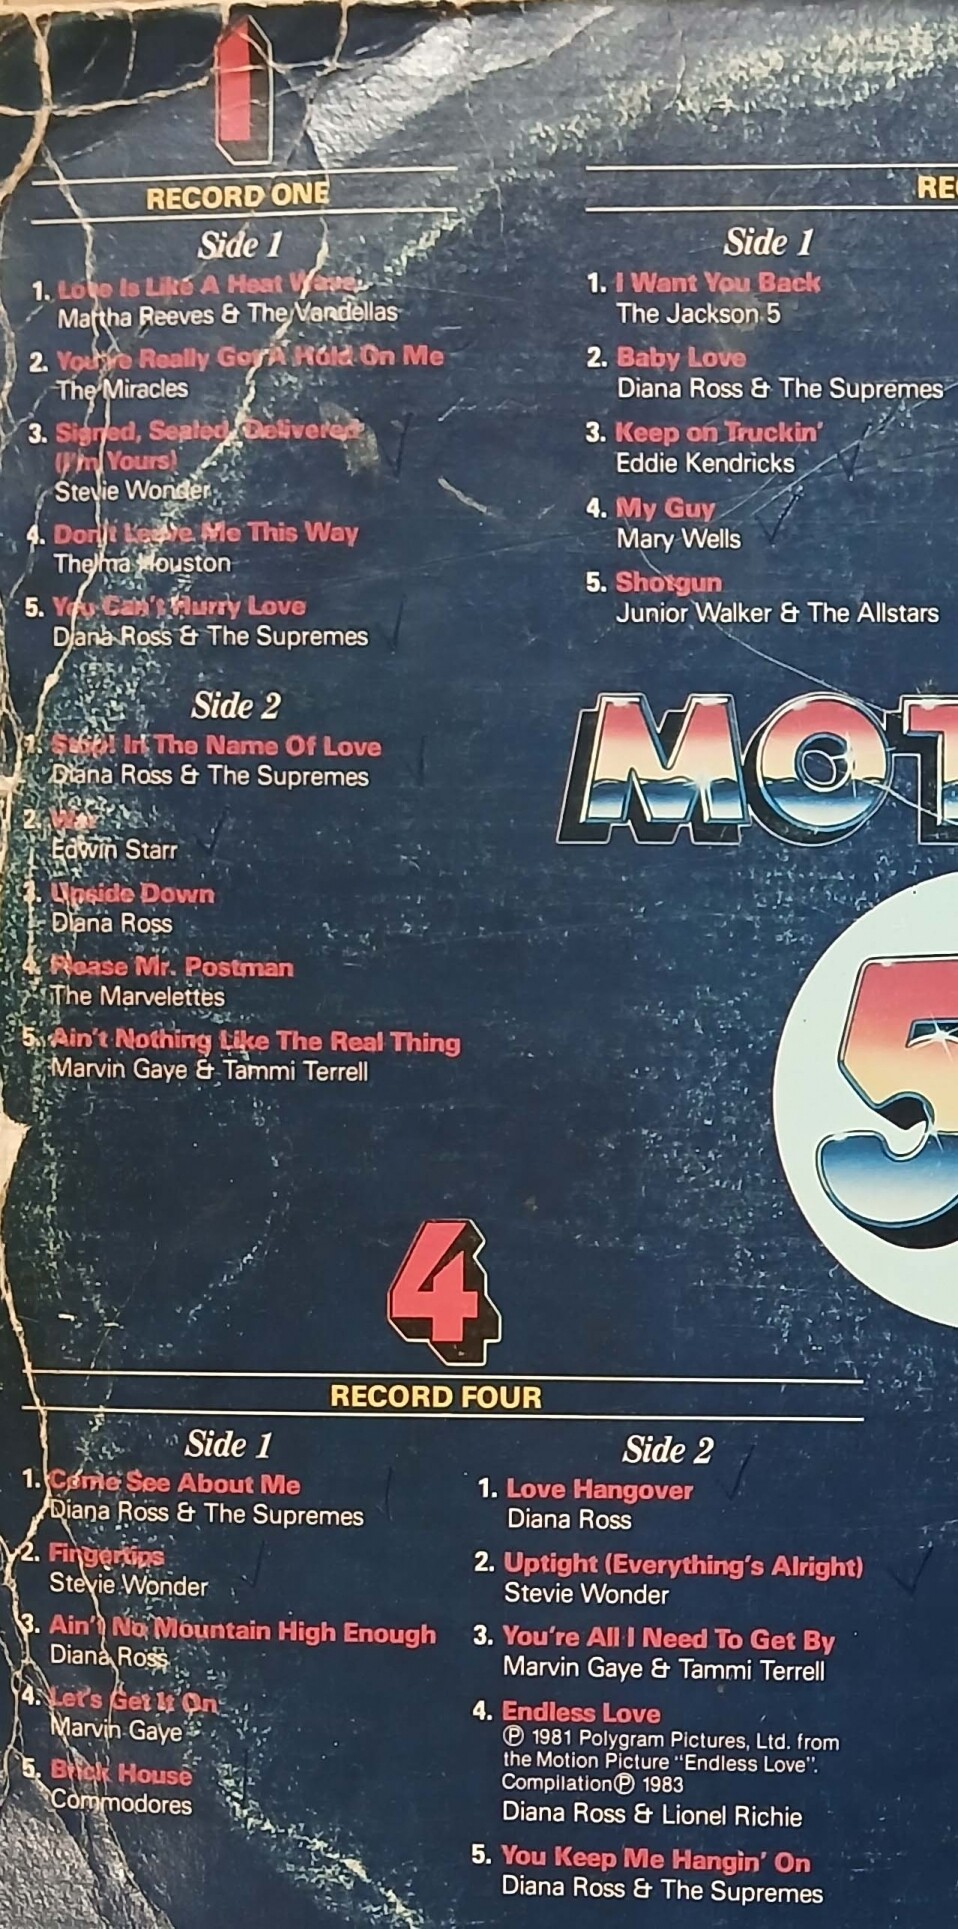 1
RECORD ONE
Side 1
1. Love Is Like A Heat Wave
Martha Reeves & The Vandellas
2. You've Really Got A Hold On Me
The Miracles
3. Signed, Sealed, Delivered
(I'm Yours)
Stevie Wonder
4. Don't Leave Me This Way
Thelma Houston
5. You Can't Hurry Love
Diana Ross & The Supremes
Side 2
1. Stop! In The Name Of Love
Diana Ross & The Supremes
2. War
Edwin Starr
3. Upside Down
Diana Ross
4. Please Mr. Postman
The Marvelettes
5. Ain't Nothing Like The Real Thing
Marvin Gaye & Tammi Terrell
Side 1
1. I Want You Back
The Jackson 5
2. Baby Love
Diana Ross & The Supremes
3. Keep on Truckin'
Eddie Kendricks
4. My Guy
Mary Wells
5. Shotgun
Junior Walker & The Allstars
MOT
5
4
RECORD FOUR
Side 1
1. Come See About Me
Diana Ross & The Supremes
2. Fingertips
Stevie Wonder
3. Ain't No Mountain High Enough
Diana Ross
4. Let's Get It On
Marvin Gaye
5. Brick House
Commodores
Side 2
1. Love Hangover
Diana Ross
2. Uptight (Everything's Alright)
Stevie Wonder
3. You're All I Need To Get By
Marvin Gaye & Tammi Terrell
4. Endless Love
Ⓟ 1981 Polygram Pictures, Ltd. from
the Motion Picture "Endless Love".
Compilation Ⓟ 1983
Diana Ross & Lionel Richie
5. You Keep Me Hangin' On
Diana Ross & The Supremes